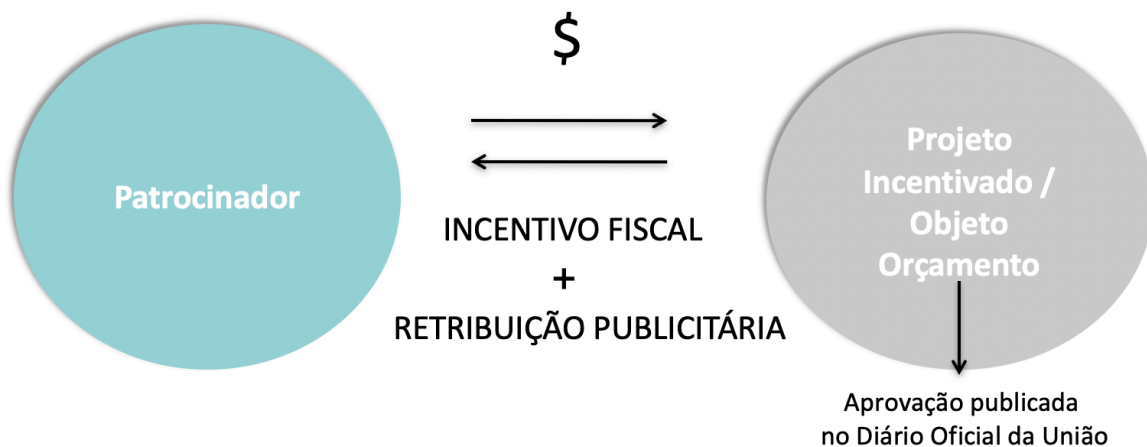 $
Patrocinador
INCENTIVO FISCAL
+
RETRIBUIÇÃO PUBLICITÁRIA
Projeto
Incentivado /
Objeto
Orçamento
Aprovação publicada
no Diário Oficial da União